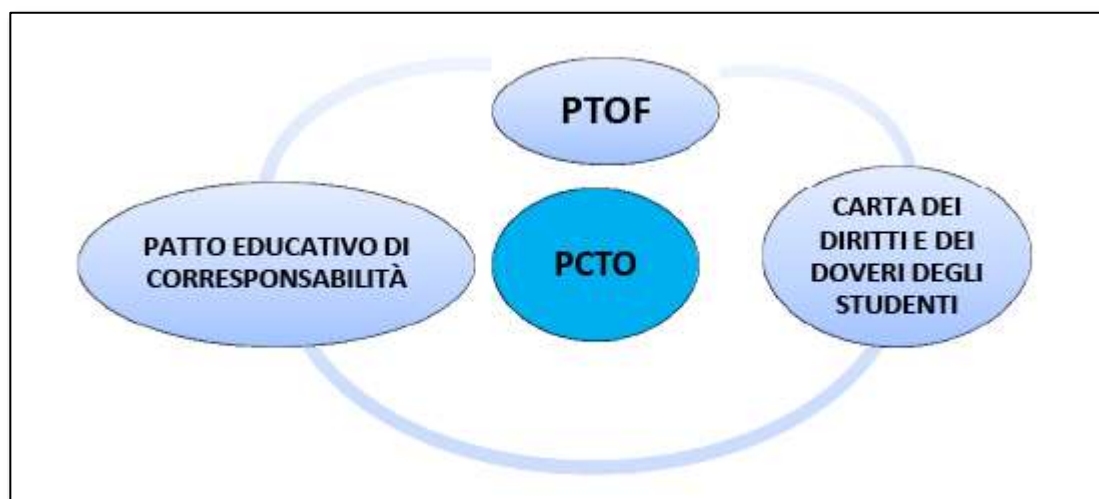 PTOF
PATTO EDUCATIVO DI
CORRESPONSABILITÀ
PCTO
CARTA DEI
DIRITTI E DEI
DOVERI DEGLI
STUDENTI